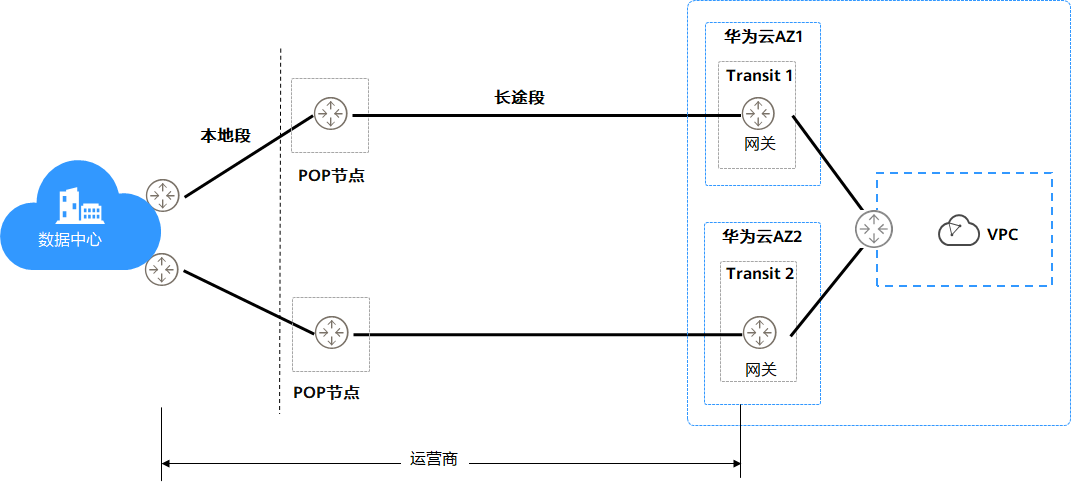 华为云AZ1
Transit 1
长途段
本地段
网关
POP节点
数据中心
华为云AZ2
VPC
Transit 2
网关
POP节点
运营商